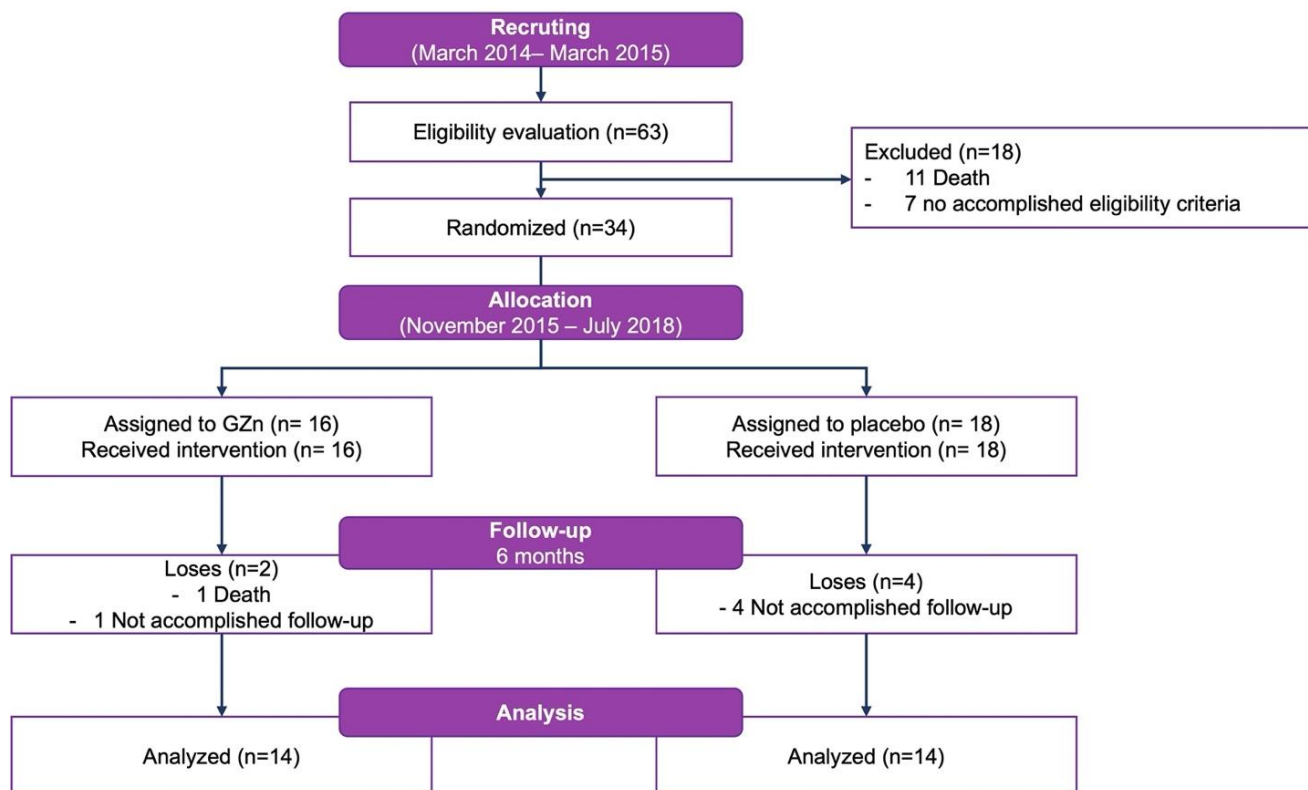 Recruting
(March 2014– March 2015)
Eligibility evaluation (n=63)
Excluded (n=18)
- 11 Death
- 7 no accomplished eligibility criteria
Randomized (n=34)
Allocation
(November 2015 – July 2018)
Assigned to GZn (n= 16)
Received intervention (n= 16)
Assigned to placebo (n= 18)
Received intervention (n= 18)
Follow-up
6 months
Loses (n=2)
- 1 Death
- 1 Not accomplished follow-up
Loses (n=4)
- 4 Not accomplished follow-up
Analysis
Analyzed (n=14)
Analyzed (n=14)